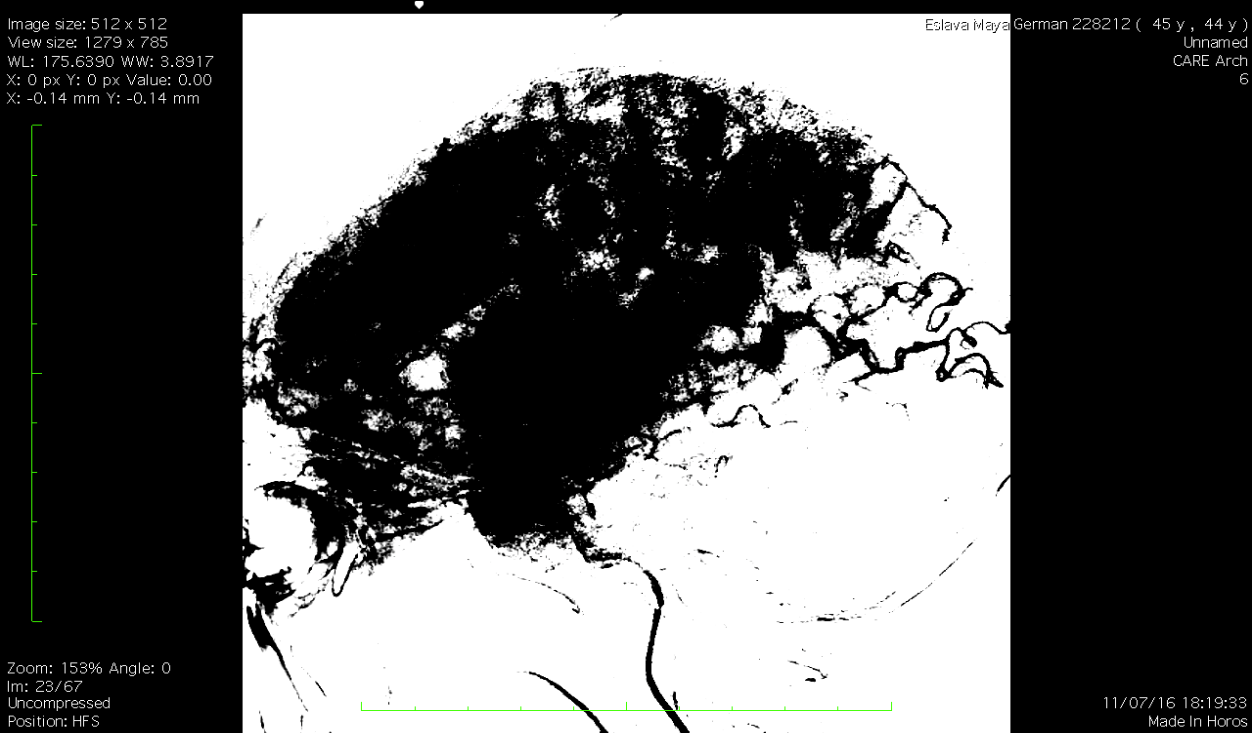 Image size: 512 x 512
View size: 1279 x 785
WL: 175.6390 WW: 3.8917
X: 0 px Y: 0 px Value: 0.00
X: -0.14 mm Y: -0.14 mm
Eslava Maya German 228212 ( 45 y , 44 y )
Unnamed
CARE Arch
6
Zoom: 153% Angle: 0
Im: 23/67
Uncompressed
Position: HFS
11/07/16 18:19:33
Made In Horos